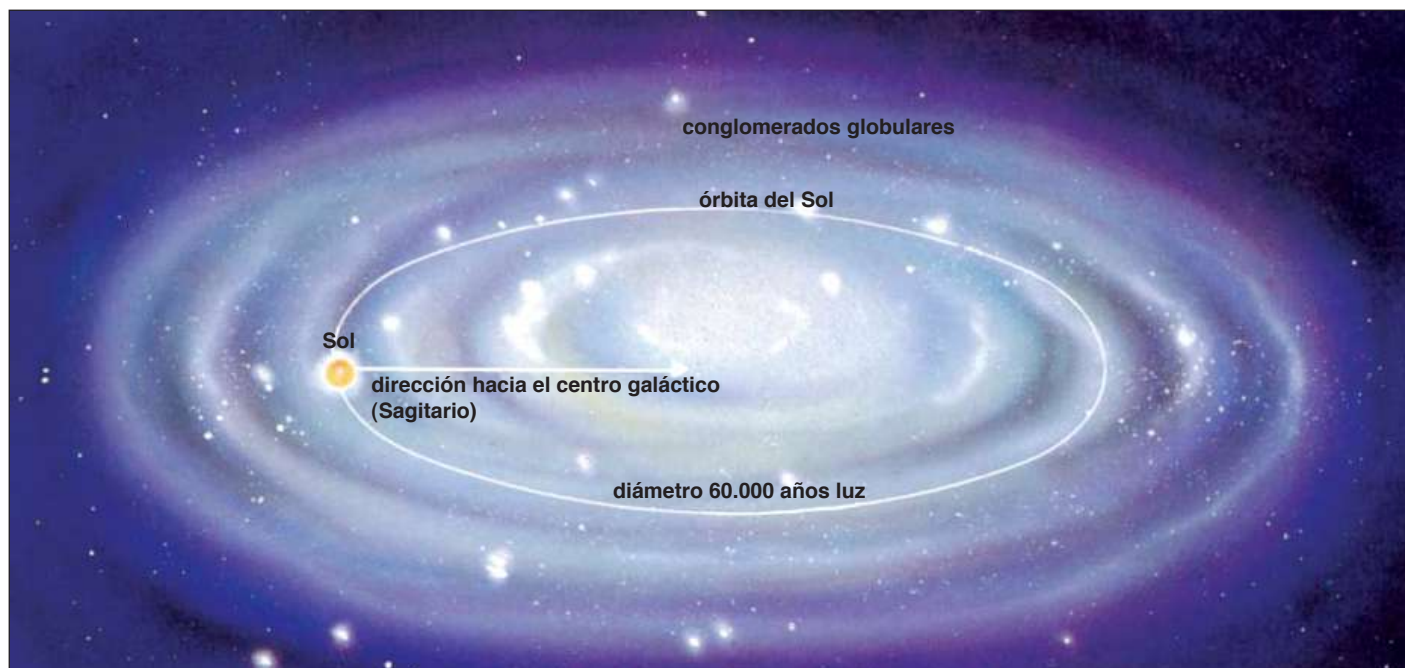 conglomerados globulares
órbita del Sol
Sol
dirección hacia el centro galáctico
(Sagitario)
diámetro 60.000 años luz